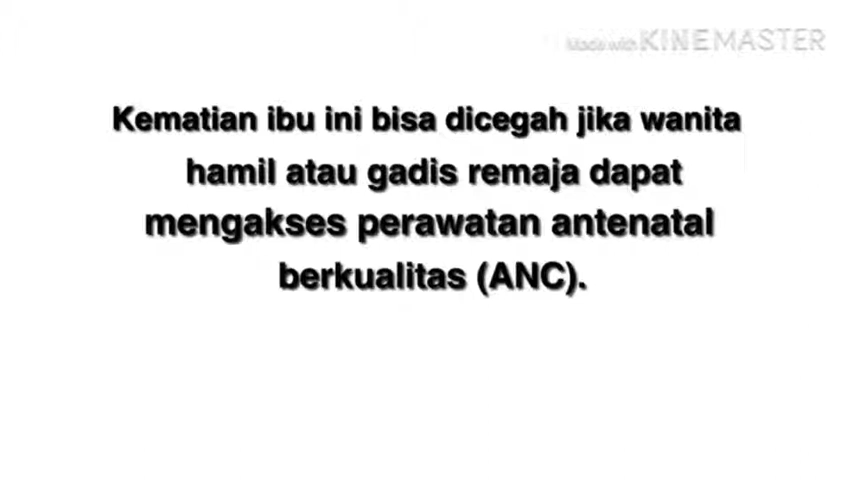 Made with KINEMASTER
Kematian ibu ini bisa dicegah jika wanita
hamil atau gadis remaja dapat
mengakses perawatan antenatal
berkualitas (ANC).